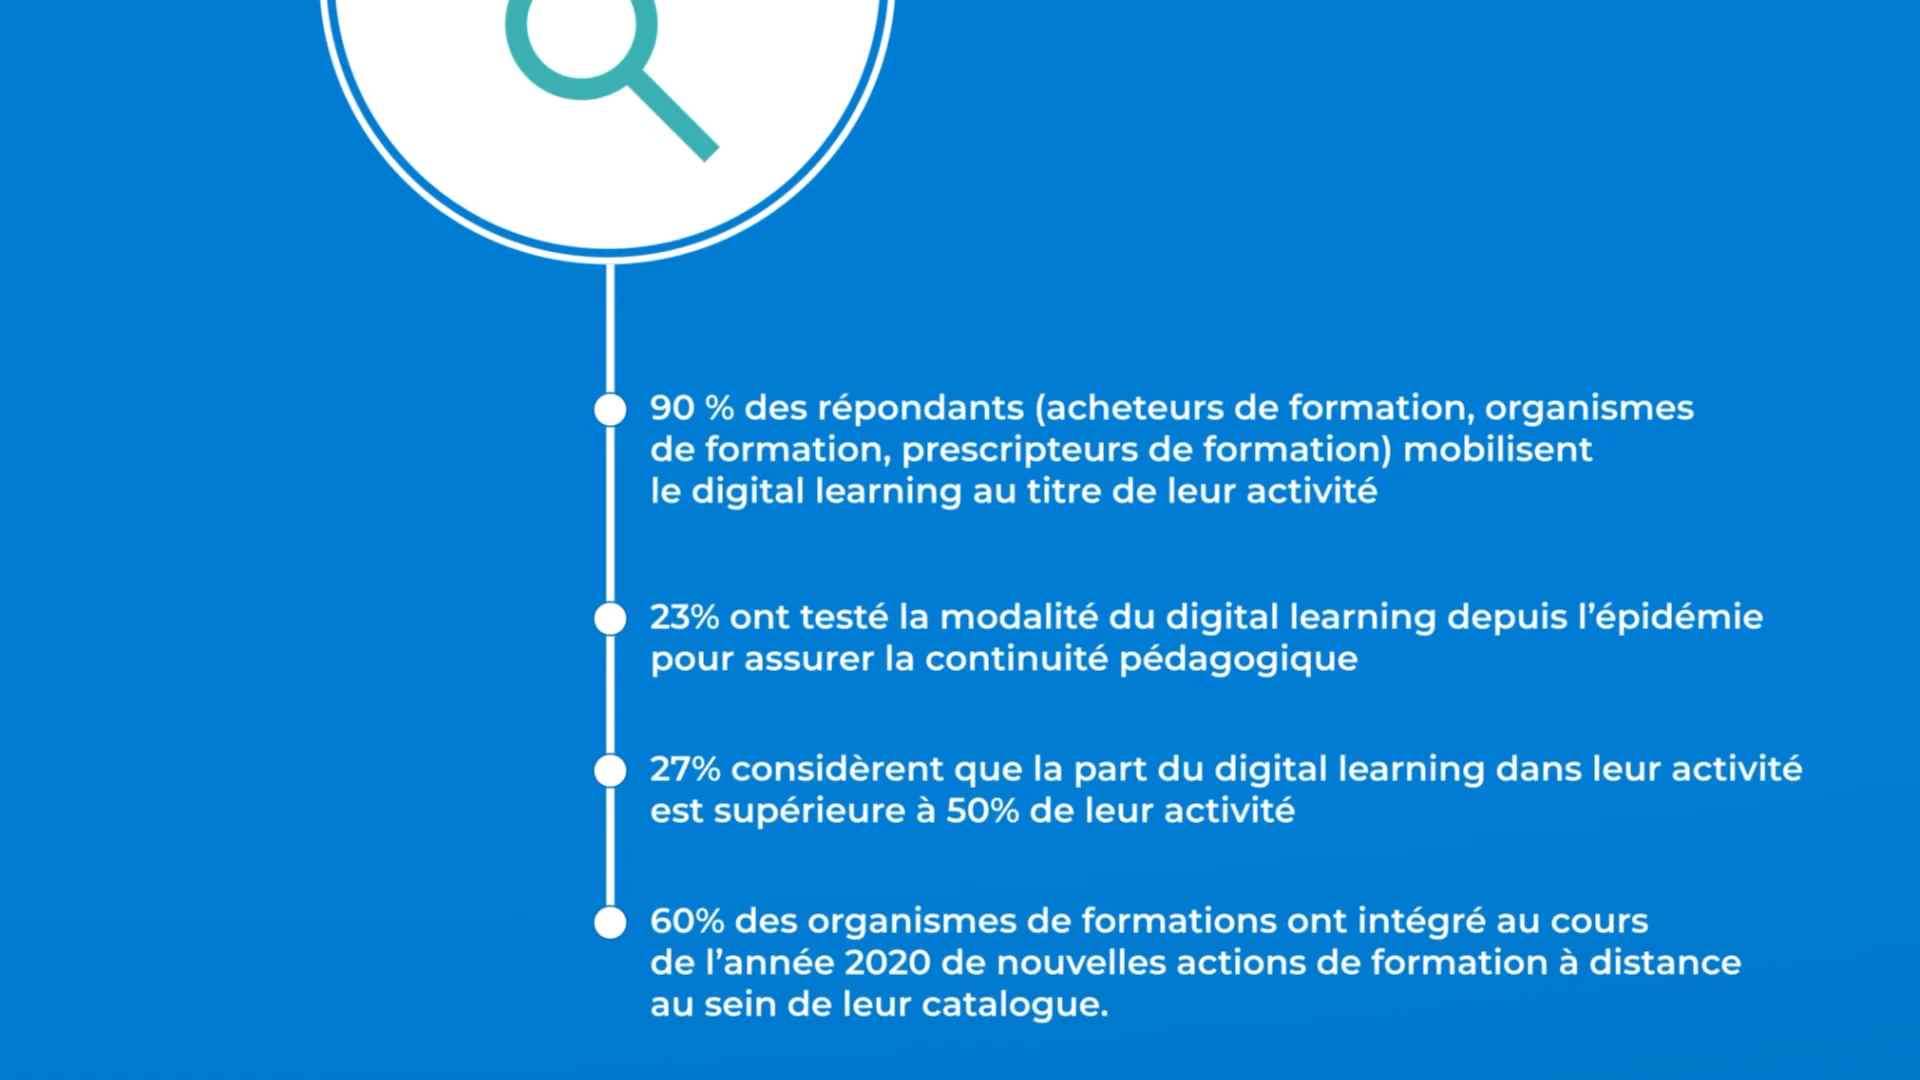 90 % des répondants (acheteurs de formation, organismes
de formation, prescripteurs de formation) mobilisent
le digital learning au titre de leur activité
23% ont testé la modalité du digital learning depuis l’épidémie
pour assurer la continuité pédagogique
27% considèrent que la part du digital learning dans leur activité
est supérieure à 50% de leur activité
60% des organismes de formations ont intégré au cours
de l’année 2020 de nouvelles actions de formation à distance
au sein de leur catalogue.